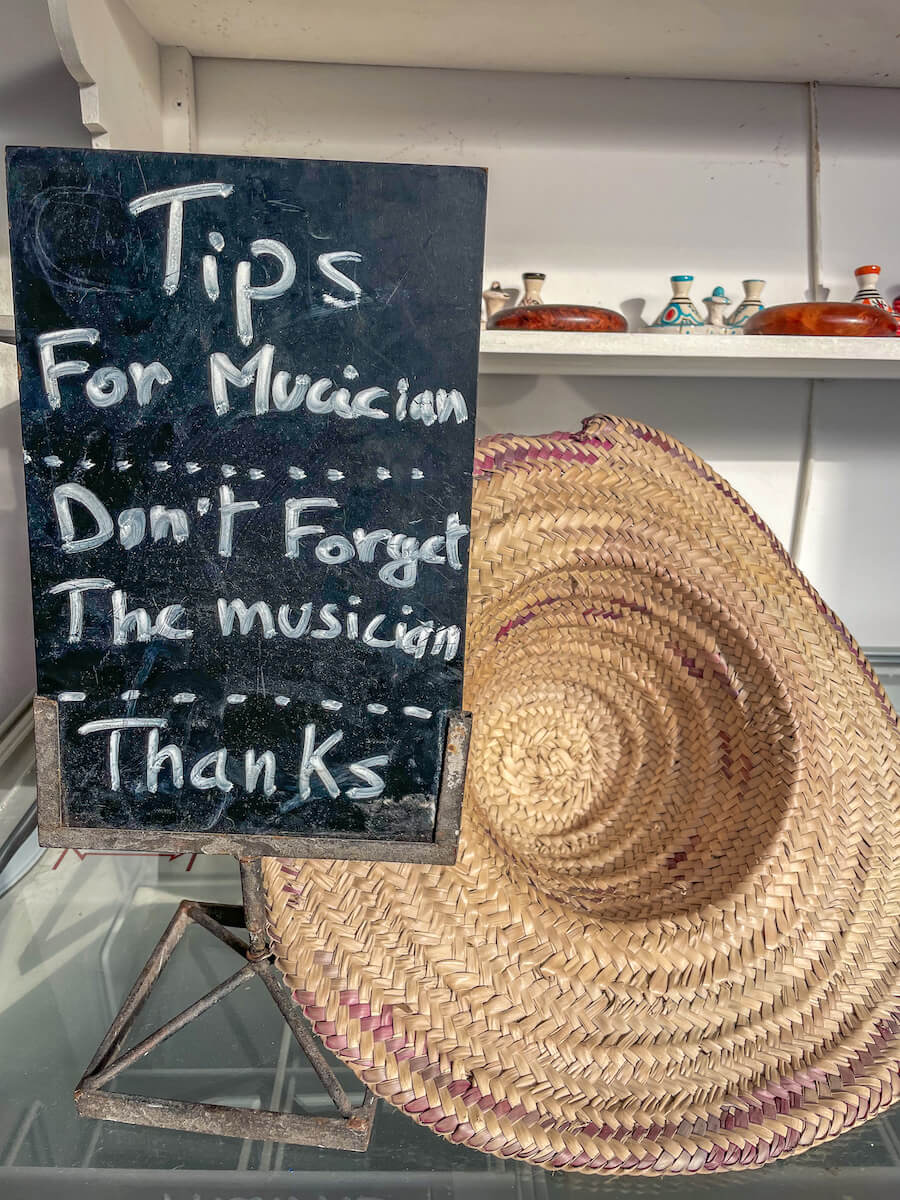 Tips
For Mucician
Don't Forget
The musician
Thanks